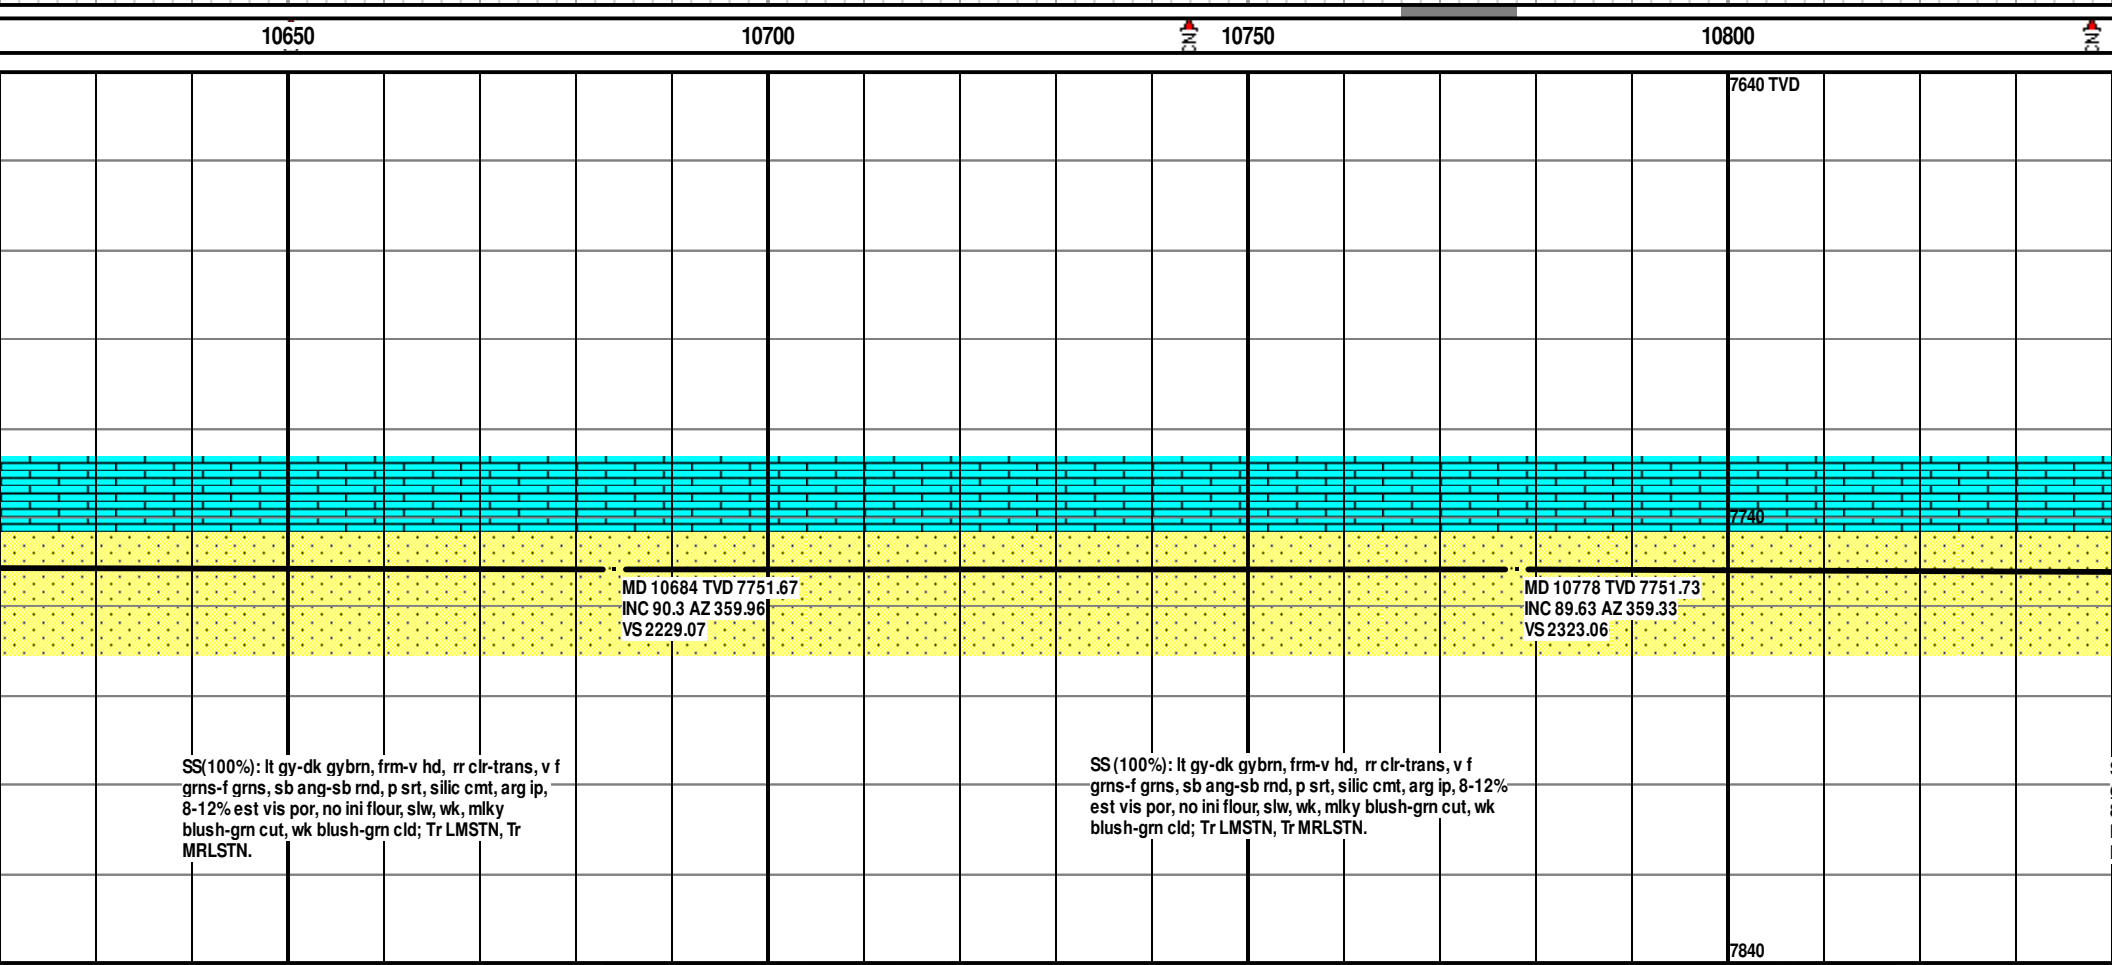 10650 10700 CN 10750 10800 CN
7640 TVD
7740
MD 10684 TVD 7751.67
INC 90.3 AZ 359.96
VS 2229.07
MD 10778 TVD 7751.73
INC 89.63 AZ 359.33
VS 2323.06
SS(100%): lt gy-dk gybrn, frm-v hd, rr clr-trans, v f
grns-f grns, sb ang-sb rnd, p srt, silic cmt, arg ip,
8-12% est vis por, no ini flour, slw, wk, mlky
blush-grn cut, wk blush-grn cld; Tr LMSTN, Tr
MRLSTN.
SS (100%): lt gy-dk gybrn, frm-v hd, rr clr-trans, v f
grns-f grns, sb ang-sb rnd, p srt, silic cmt, arg ip, 8-12%
est vis por, no ini flour, slw, wk, mlky blush-grn cut, wk
blush-grn cld; Tr LMSTN, Tr MRLSTN.
7840